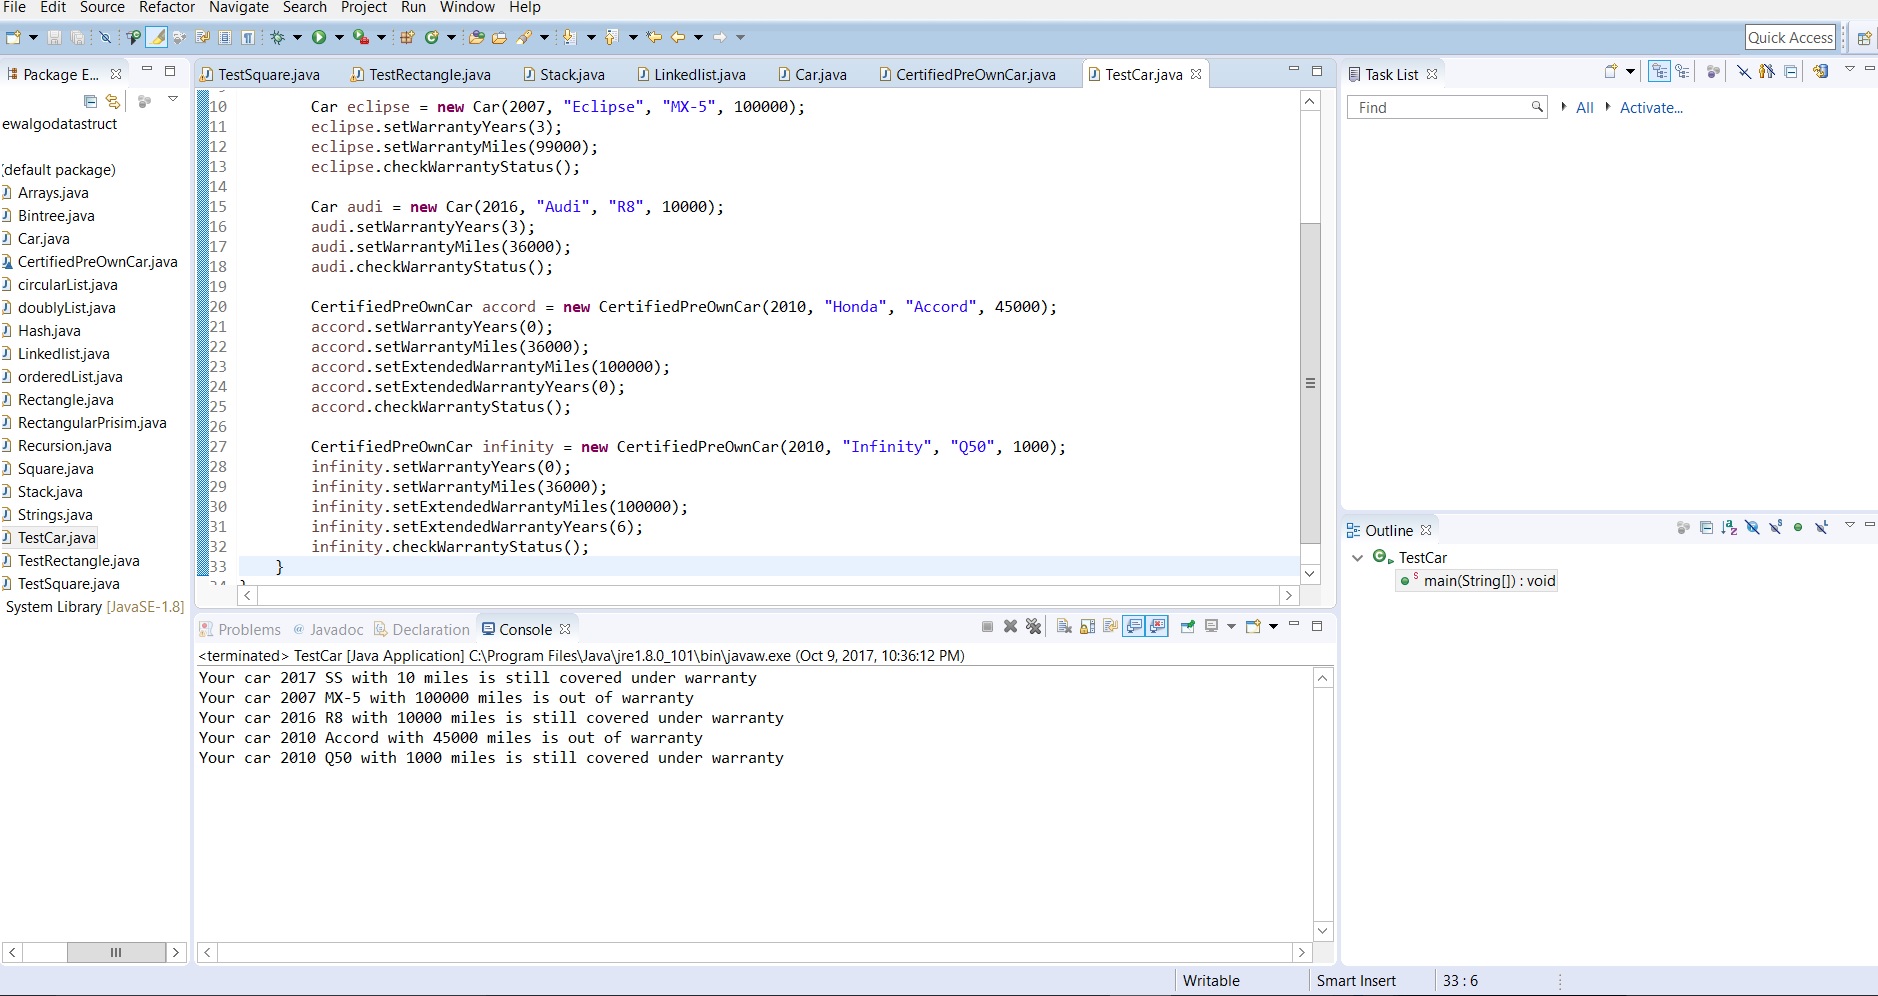 File Edit Source Refactor Navigate Search Project Run Window Help
Quick Access
Package E...
ewalgodatastruct
(default package)
Arrays.java
Bintree.java
Car.java
CertifiedPreOwnCar.java
circularList.java
doublyList.java
Hash.java
Linkedlist.java
orderedList.java
Rectangle.java
RectangularPrisim.java
Recursion.java
Square.java
Stack.java
Strings.java
TestCar.java
TestRectangle.java
TestSquare.java
System Library [JavaSE-1.8]
TestSquare.java TestRectangle.java Stack.java Linkedlist.java Car.java CertifiedPreOwnCar.java TestCar.java
10 Car eclipse = new Car(2007, "Eclipse", "MX-5", 100000);
11 eclipse.setWarrantyYears(3);
12 eclipse.setWarrantyMiles(99000);
13 eclipse.checkWarrantyStatus();
14
15 Car audi = new Car(2016, "Audi", "R8", 10000);
16 audi.setWarrantyYears(3);
17 audi.setWarrantyMiles(36000);
18 audi.checkWarrantyStatus();
19
20 CertifiedPreOwnCar accord = new CertifiedPreOwnCar(2010, "Honda", "Accord", 45000);
21 accord.setWarrantyYears(0);
22 accord.setWarrantyMiles(36000);
23 accord.setExtendedWarrantyMiles(100000);
24 accord.setExtendedWarrantyYears(0);
25 accord.checkWarrantyStatus();
26
27 CertifiedPreOwnCar infinity = new CertifiedPreOwnCar(2010, "Infinity", "Q50", 1000);
28 infinity.setWarrantyYears(0);
29 infinity.setWarrantyMiles(36000);
30 infinity.setExtendedWarrantyMiles(100000);
31 infinity.setExtendedWarrantyYears(6);
32 infinity.checkWarrantyStatus();
33 }
Problems @ Javadoc Declaration Console
<terminated> TestCar [Java Application] C:\Program Files\Java\jre1.8.0_101\bin\javaw.exe (Oct 9, 2017, 10:36:12 PM)
Your car 2017 SS with 10 miles is still covered under warranty
Your car 2007 MX-5 with 100000 miles is out of warranty
Your car 2016 R8 with 10000 miles is still covered under warranty
Your car 2010 Accord with 45000 miles is out of warranty
Your car 2010 Q50 with 1000 miles is still covered under warranty
Task List
Find All Activate...
Outline
TestCar
main(String[]) : void
Writable Smart Insert 33 : 6